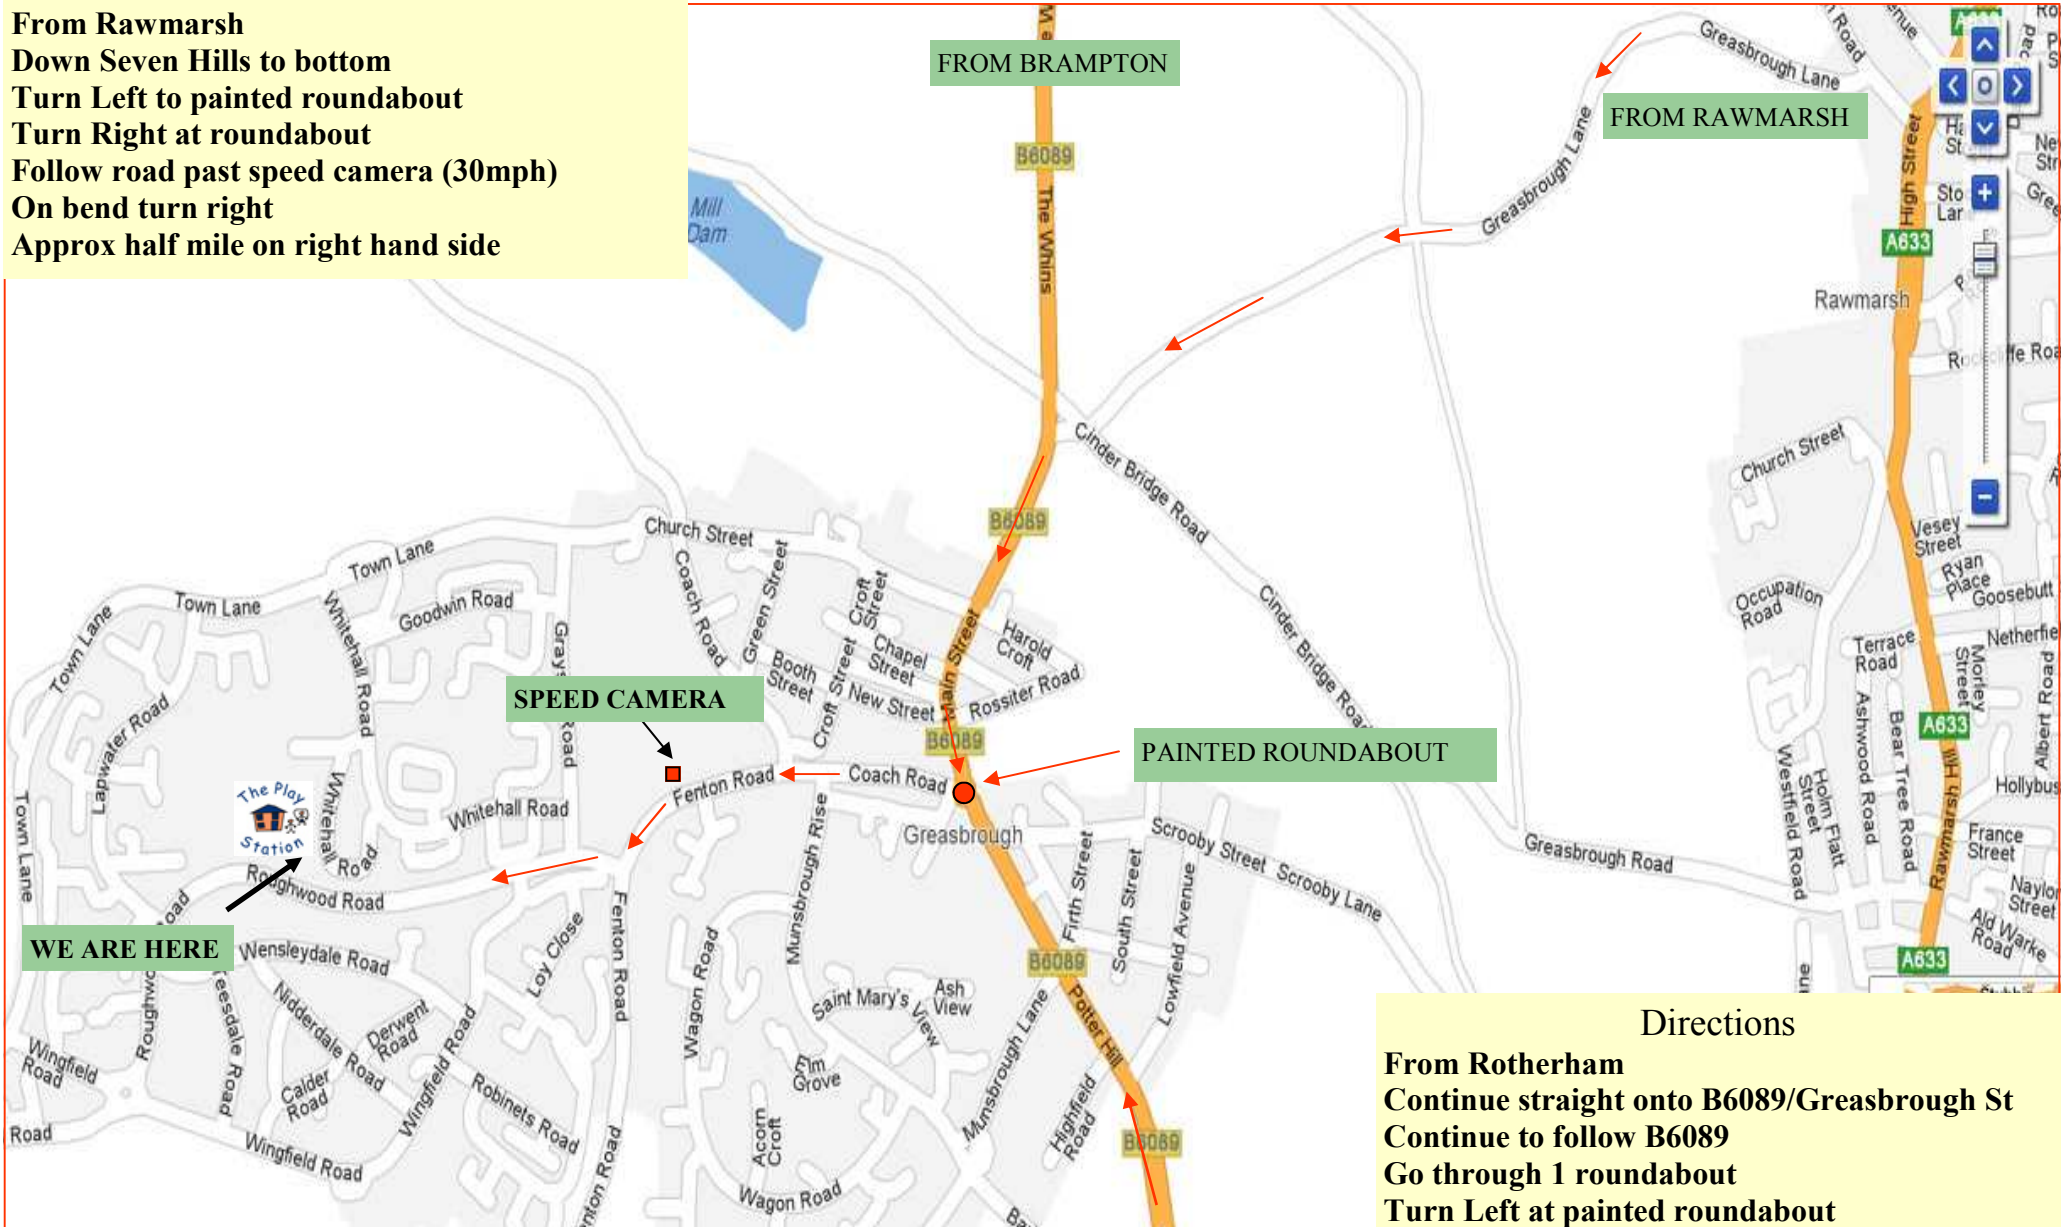 From Rawmarsh
Down Seven Hills to bottom
Turn Left to painted roundabout
Turn Right at roundabout
Follow road past speed camera (30mph)
On bend turn right
Approx half mile on right hand side
FROM BRAMPTON
FROM RAWMARSH
Greasbrough Lane
Greasbrough Lane
Greasbrough Lane
B6089
The Whins
Mill
Dam
High Street
A633
Rawmarsh
Church Street
Vesey
Street
Ryan
Place
Goosebutt
Occupation
Road
Terrace
Road
Morley
Street
Albert Road
A633
Ashwood Road
Bear Tree Road
Rawmarsh Hill
Westfield Road
Holm Flatt
Street
France
Street
Naylor
Street
Ald Warke
Road
A633
Cinder Bridge Road
Cinder Bridge Road
Greasbrough Road
B6089
Church Street
Town Lane
Town Lane
Town Lane
Town Lane
Goodwin Road
Whitehall Road
Coach Road
Green Street
Croft
Street
Chapel
Street
Harold
Croft
Booth
Street
Croft Street
New Street
Main Street
Rossiter Road
Lapwater Road
SPEED CAMERA
B6089
PAINTED ROUNDABOUT
Fenton Road
Coach Road
Greasbrough
Whitehall Road
The Play
Station
Whitehall
Road
Roughwood Road
WE ARE HERE
Wensleydale Road
Nidderdale Road
Derwent
Road
Calder
Road
Wingfield Road
Wingfield
Road
Wingfield Road
Road
Robinets Road
Loy Close
Fenton Road
Wagon Road
Munsbrough Rise
Saint Mary's View
Ash
View
Elm
Grove
Acorn
Croft
Wagon Road
Munsbrough Lane
Firth Street
South Street
Lowfield Avenue
Scrooby Street
Scrooby Lane
B6089
Potter Hill
Highfield
Road
B6089
Directions
From Rotherham
Continue straight onto B6089/Greasbrough St
Continue to follow B6089
Go through 1 roundabout
Turn Left at painted roundabout